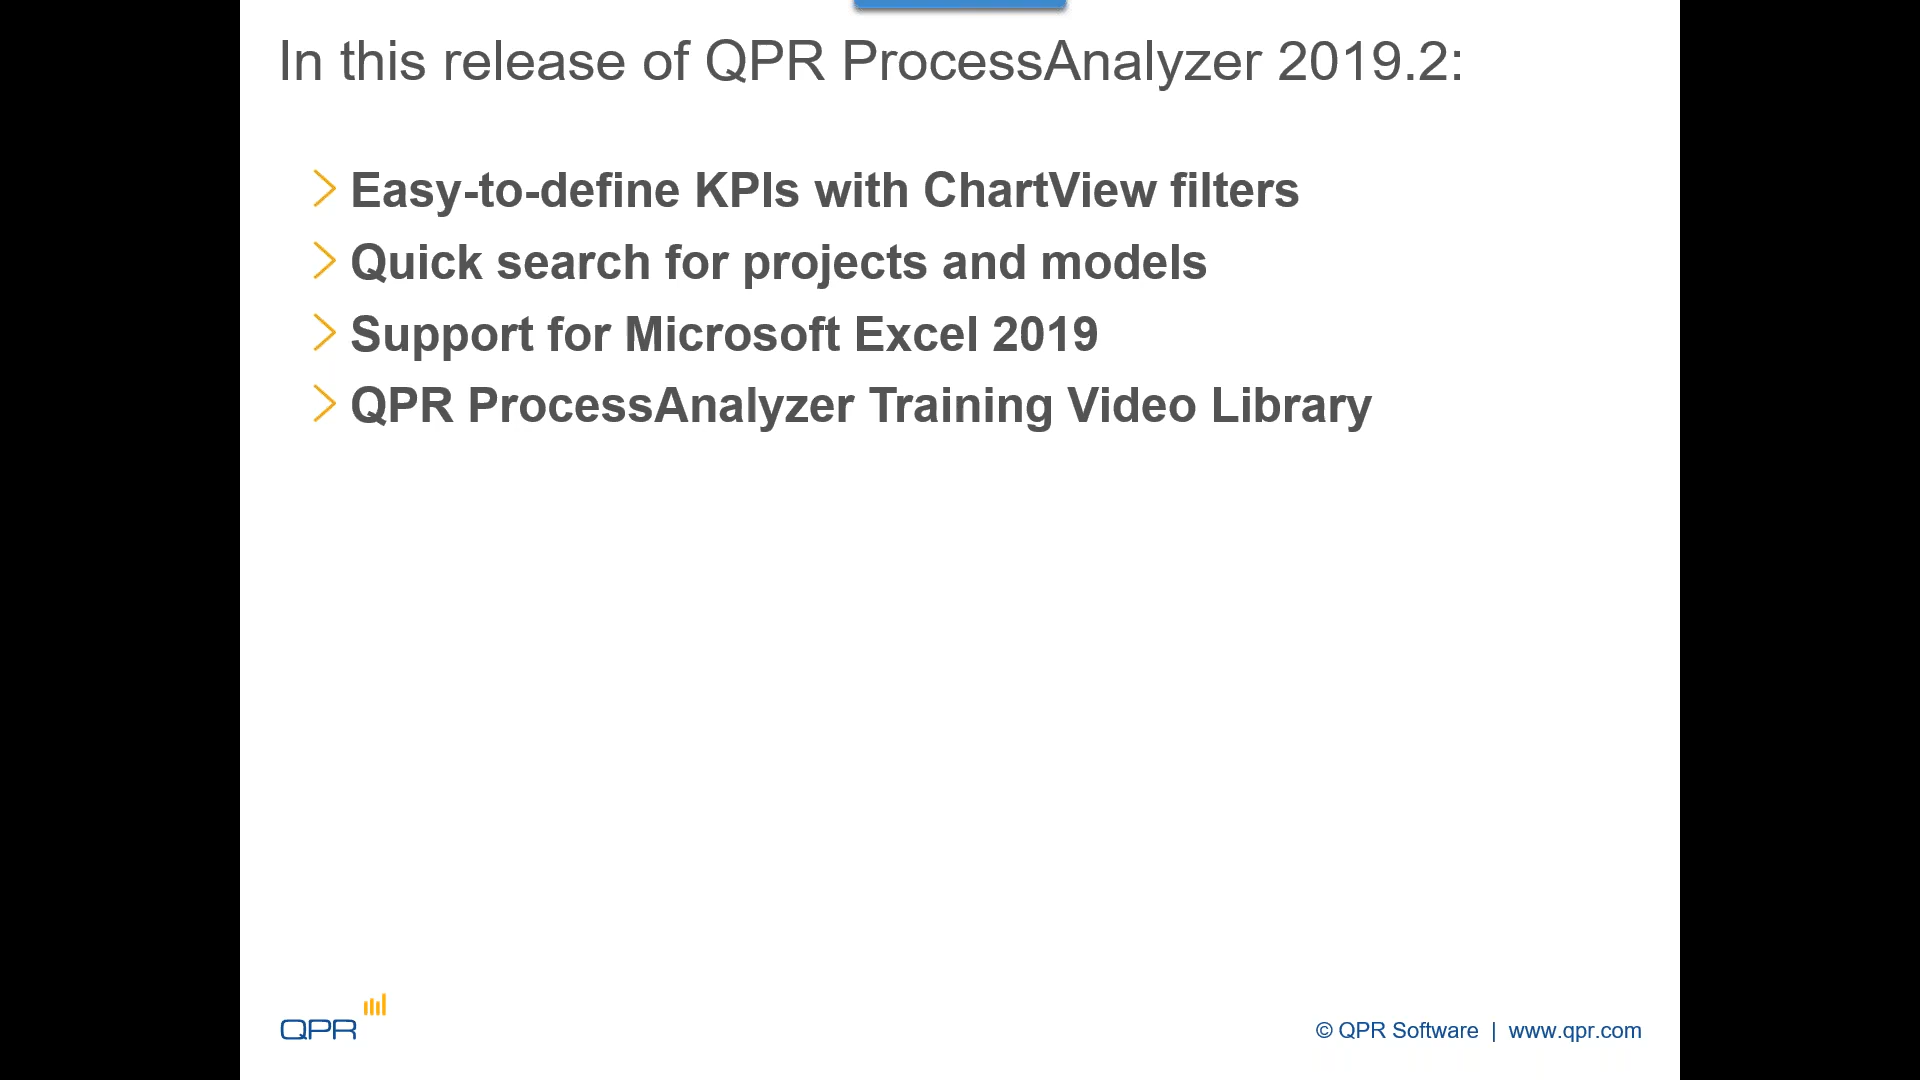 In this release of QPR ProcessAnalyzer 2019.2:
Easy-to-define KPIs with ChartView filters
Quick search for projects and models
Support for Microsoft Excel 2019
QPR ProcessAnalyzer Training Video Library
QPR
© QPR Software | www.qpr.com